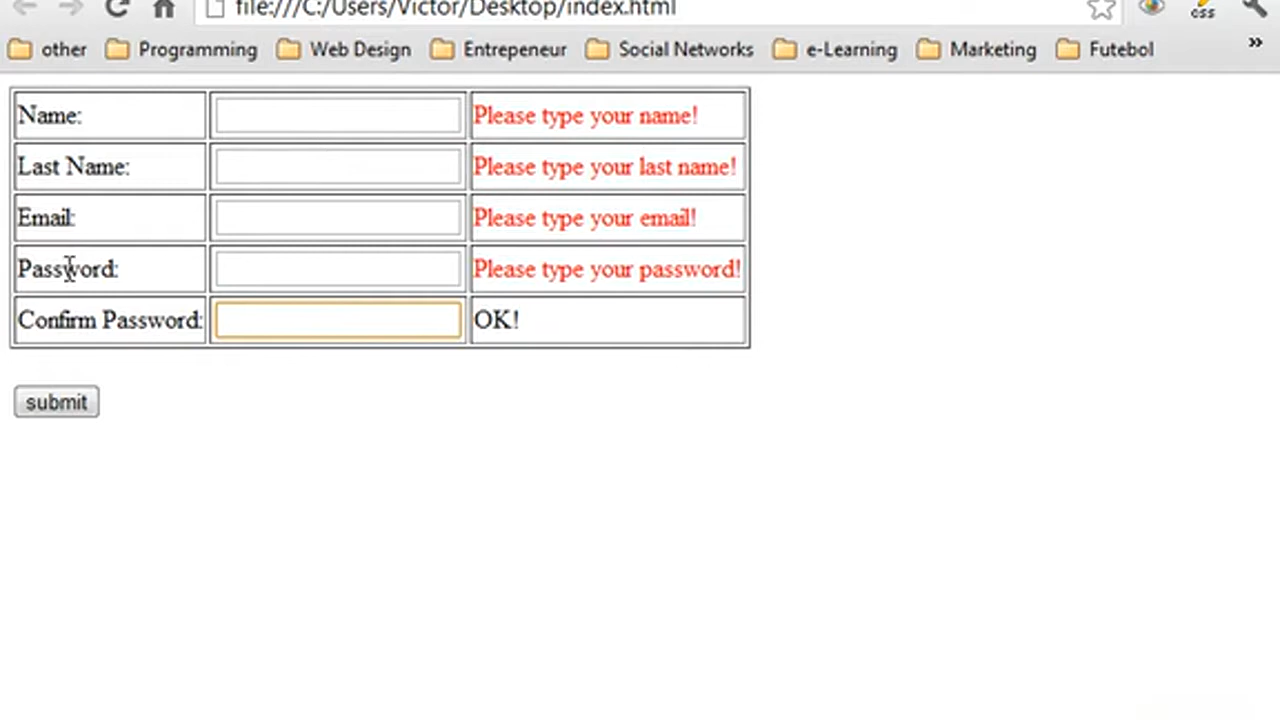 file:///C:/Users/Victor/Desktop/index.html
css
other Programming Web Design Entrepeneur Social Networks e-Learning Marketing Futebol »
Name: Please type your name!
Last Name: Please type your last name!
Email: Please type your email!
Password: Please type your password!
Confirm Password: OK!
submit